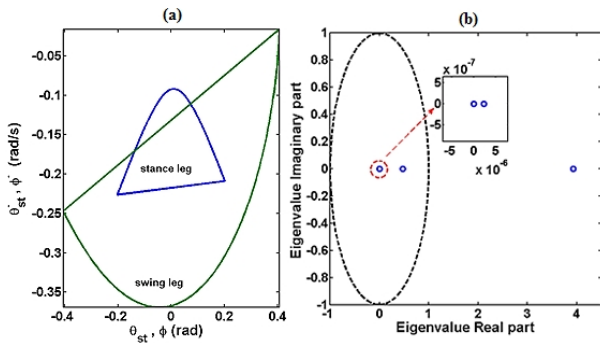 (a)
-0.05
-0.1
-0.15
-0.2
-0.25
-0.3
-0.35
θ̇st , φ̇ (rad/s)
stance leg
swing leg
-0.4 -0.2 0 0.2 0.4
θst , φ (rad)
(b)
1
0.8
0.6
0.4
0.2
0
-0.2
-0.4
-0.6
-0.8
-1
Eigenvalue Imaginary part
x 10-7
5
0
-5
-5 0 5
x 10-6
-1 0 1 2 3 4
Eigenvalue Real part